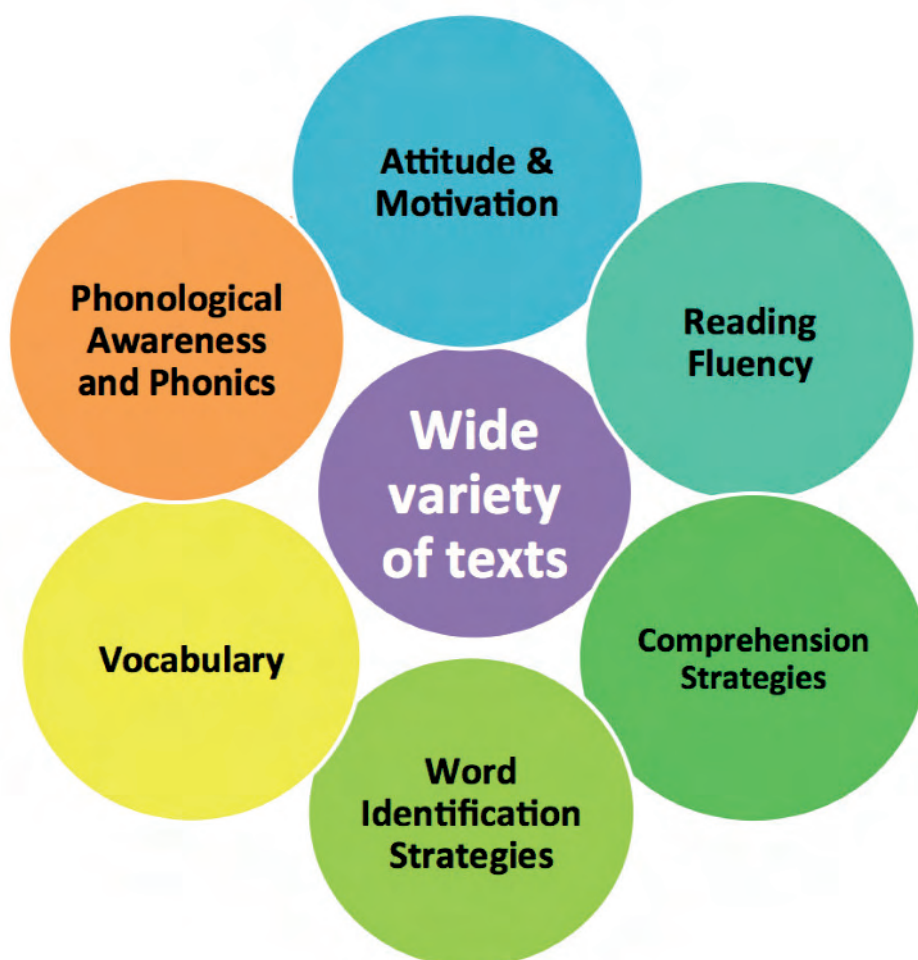 Attitude &
Motivation
Phonological
Awareness
and Phonics
Reading
Fluency
Wide
variety
of texts
Vocabulary
Comprehension
Strategies
Word
Identification
Strategies